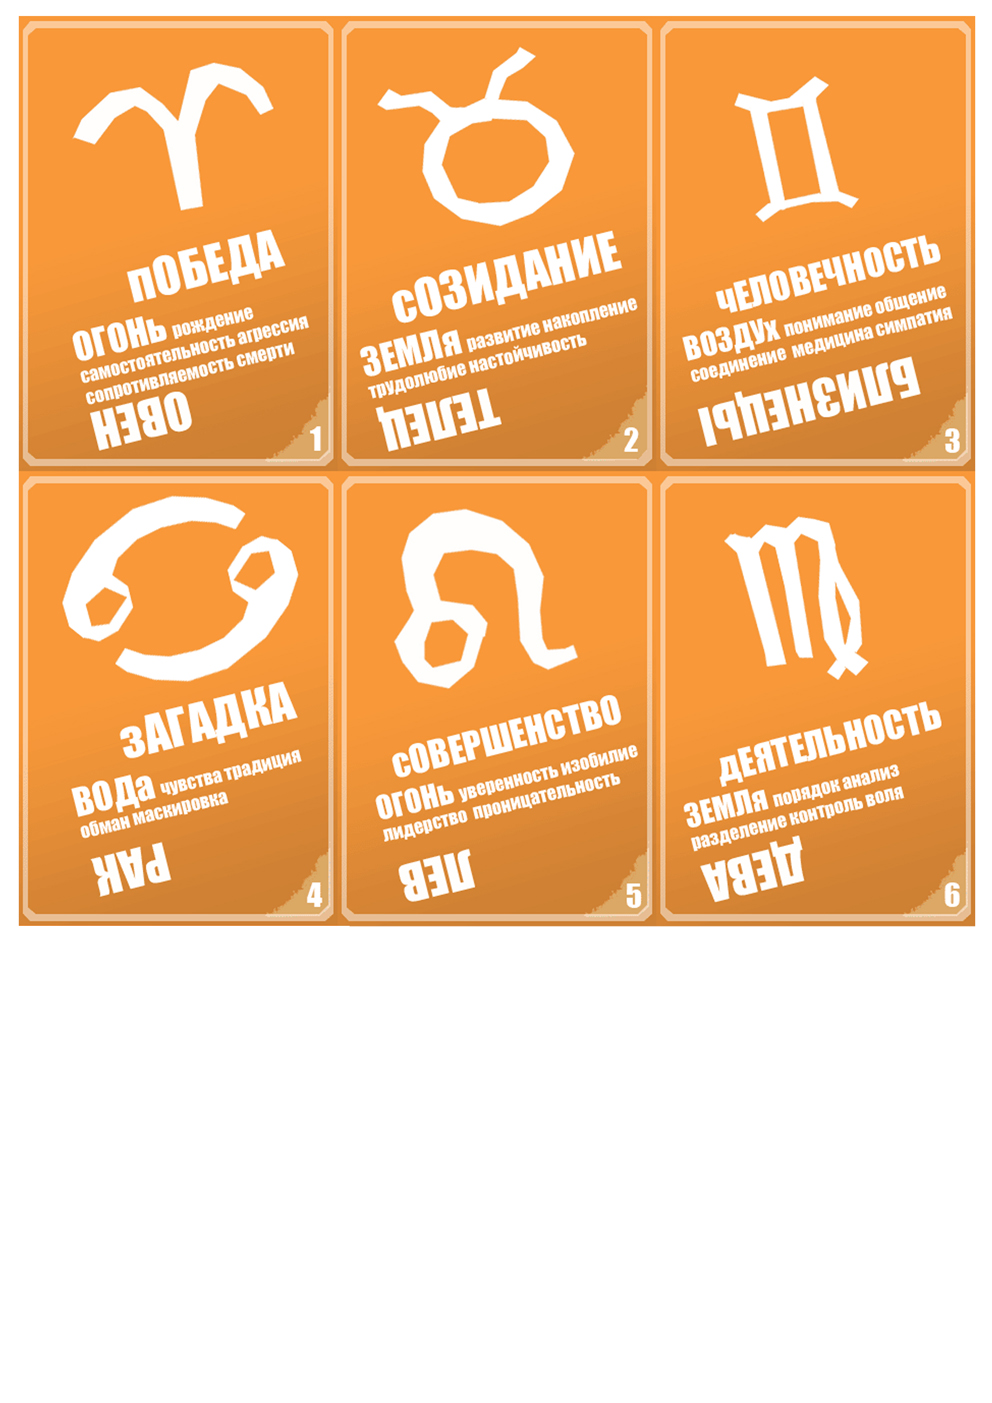 пОБЕДА
ОГОНЬ рождение
самостоятельность агрессия
сопротивляемость смерти
ОВЕН
1
сОЗИДАНИЕ
ЗЕМЛя развитие накопление
трудолюбие настойчивость
ТЕЛЕЦ
2
чЕЛОВЕЧНОСТЬ
ВОЗДУх понимание общение
соединение медицина симпатия
БЛИЗНЕЦЫ
3
зАГАДКА
ВОДа чувства традиция
обман маскировка
РАК
4
сОВЕРШЕНСТВО
ОГОНЬ уверенность изобилие
лидерство проницательность
ЛЕВ
5
дЕЯТЕЛЬНОСТЬ
ЗЕМЛя порядок анализ
разделение контроль воля
ДЕВА
6